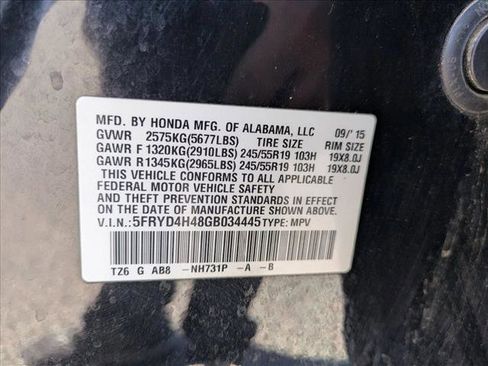 MFD. BY HONDA MFG. OF ALABAMA, LLC 09/'15
GVWR 2575KG(5677LBS) TIRE SIZE RIM SIZE
GAWR F 1320KG(2910LBS) 245/55R19 103H 19X8.0J
GAWR R 1345KG(2965LBS) 245/55R19 103H 19X8.0J
THIS VEHICLE CONFORMS TO ALL APPLICABLE
FEDERAL MOTOR VEHICLE SAFETY
AND THEFT PREVENTION STANDARDS IN
EFFECT ON THE DATE OF MANUFACTURE SHOWN ABOVE.
V.I.N.: 5FRYD4H48GB034445 TYPE: MPV
TZ6 G AB8 -NH731P -A -B